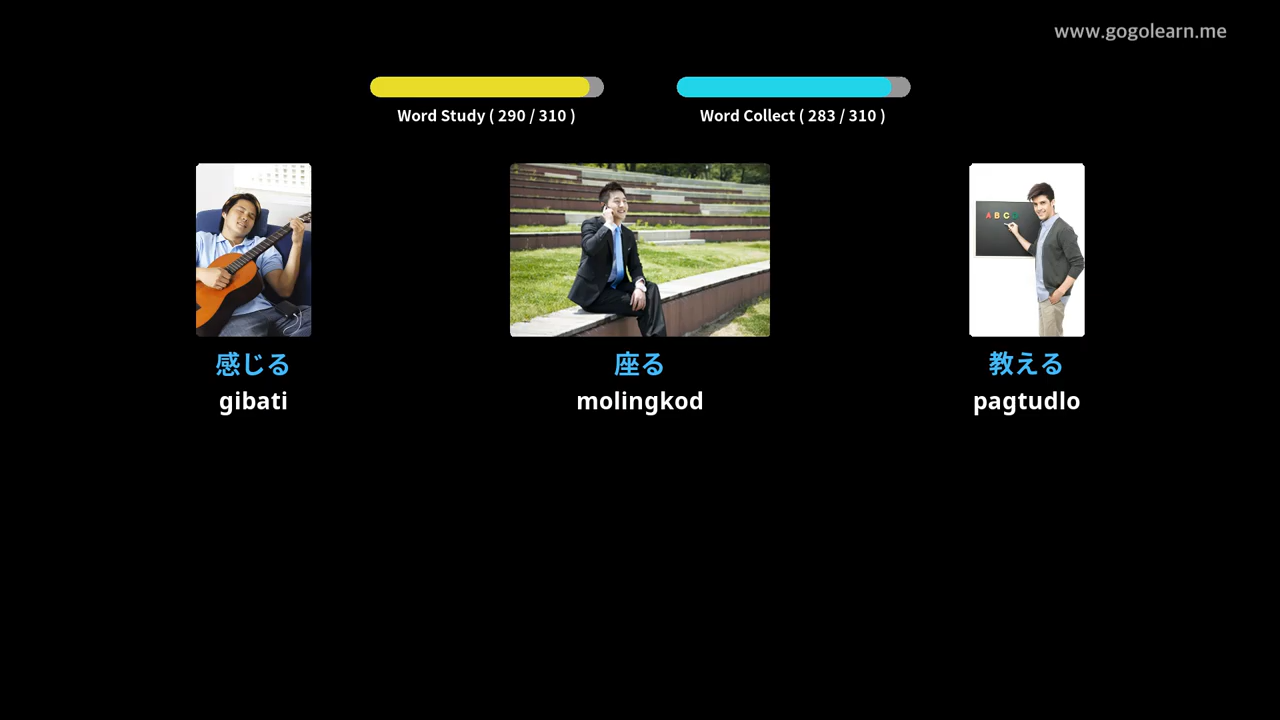 www.gogolearn.me
Word Study ( 290 / 310 )
Word Collect ( 283 / 310 )
A B C D
感じる
座る
教える
gibati
molingkod
pagtudlo